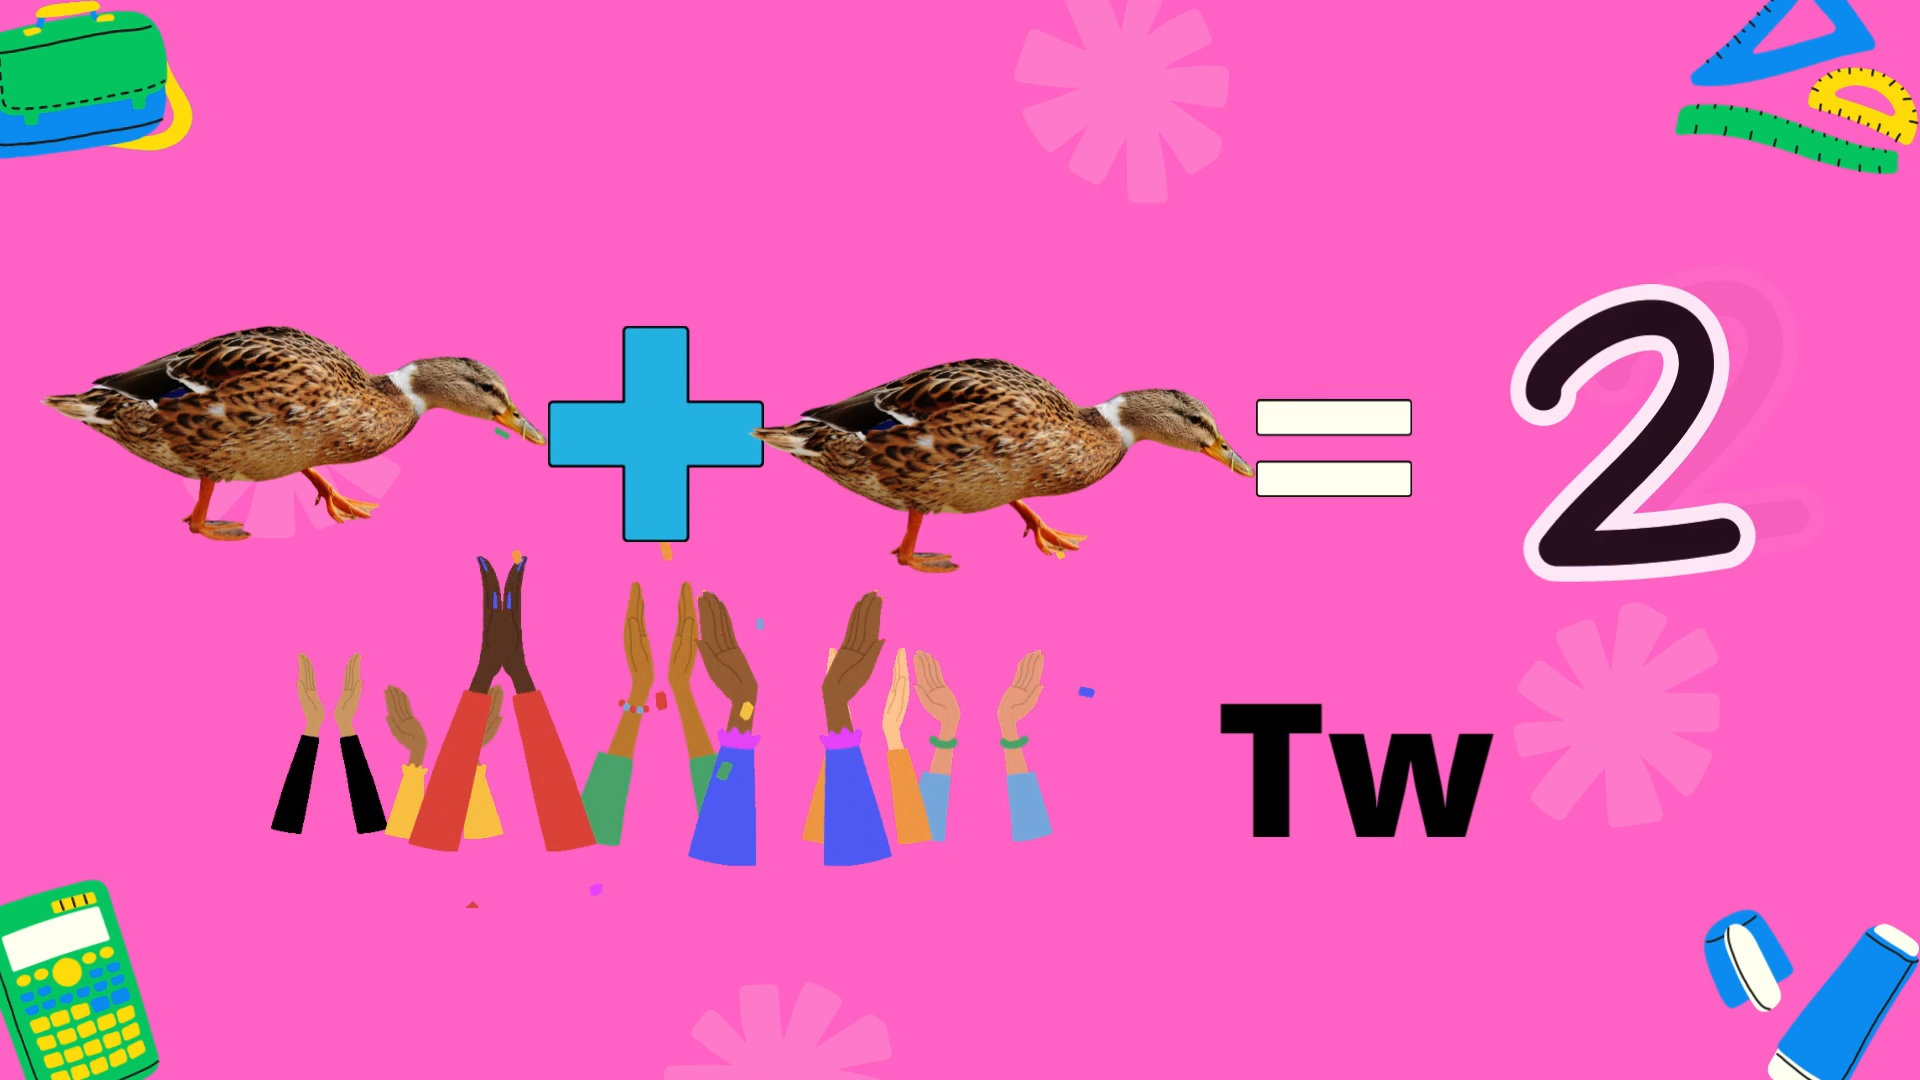 + = 2
Tw